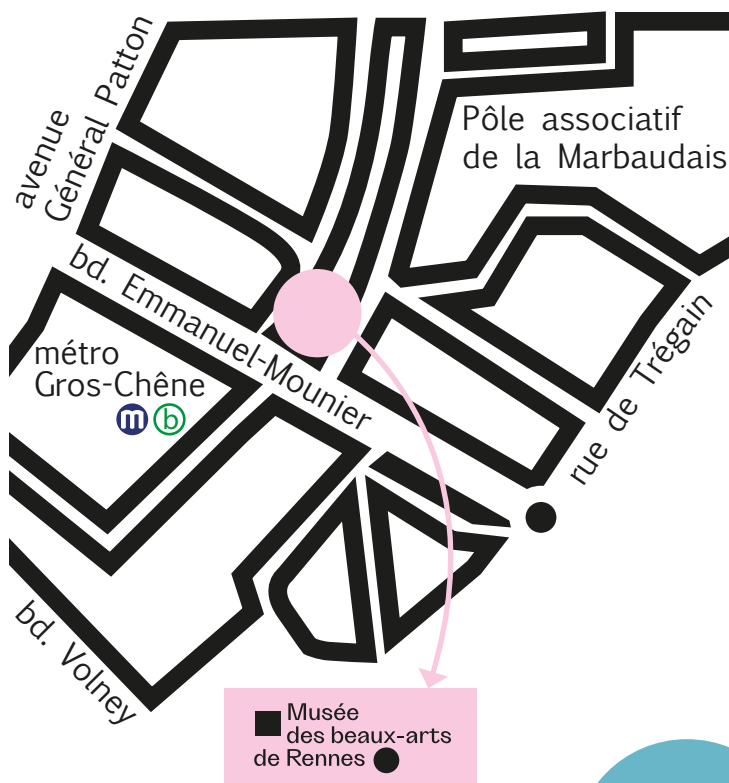 avenue
Général Patton
Pôle associatif
de la Marbaudais
bd. Emmanuel-Mounier
métro
Gros-Chêne
m b
rue de Trégain
bd. Volney
Musée
des beaux-arts
de Rennes